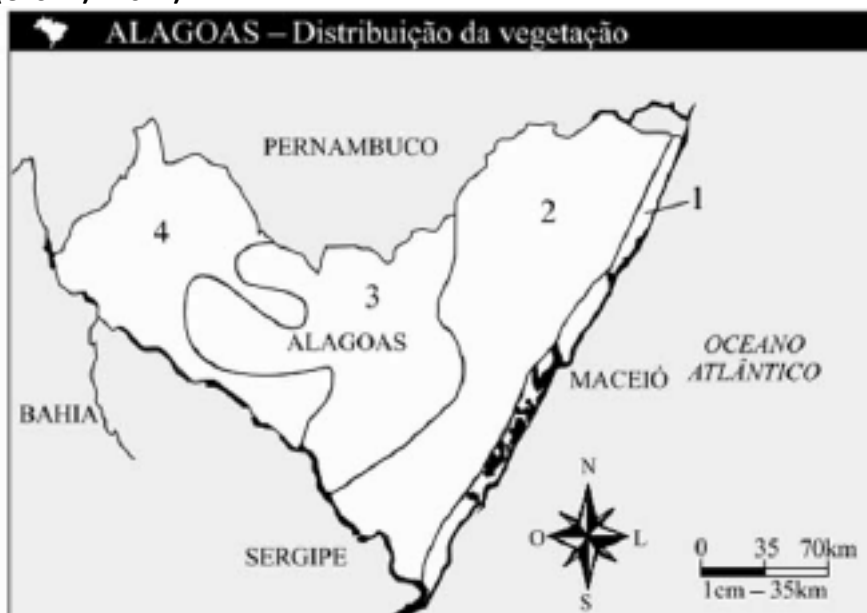 ALAGOAS – Distribuição da vegetação
PERNAMBUCO
2
1
4
3
ALAGOAS
OCEANO
ATLÂNTICO
MACEIÓ
BAHIA
N
O
L
S
SERGIPE
0 35 70km
1cm – 35km